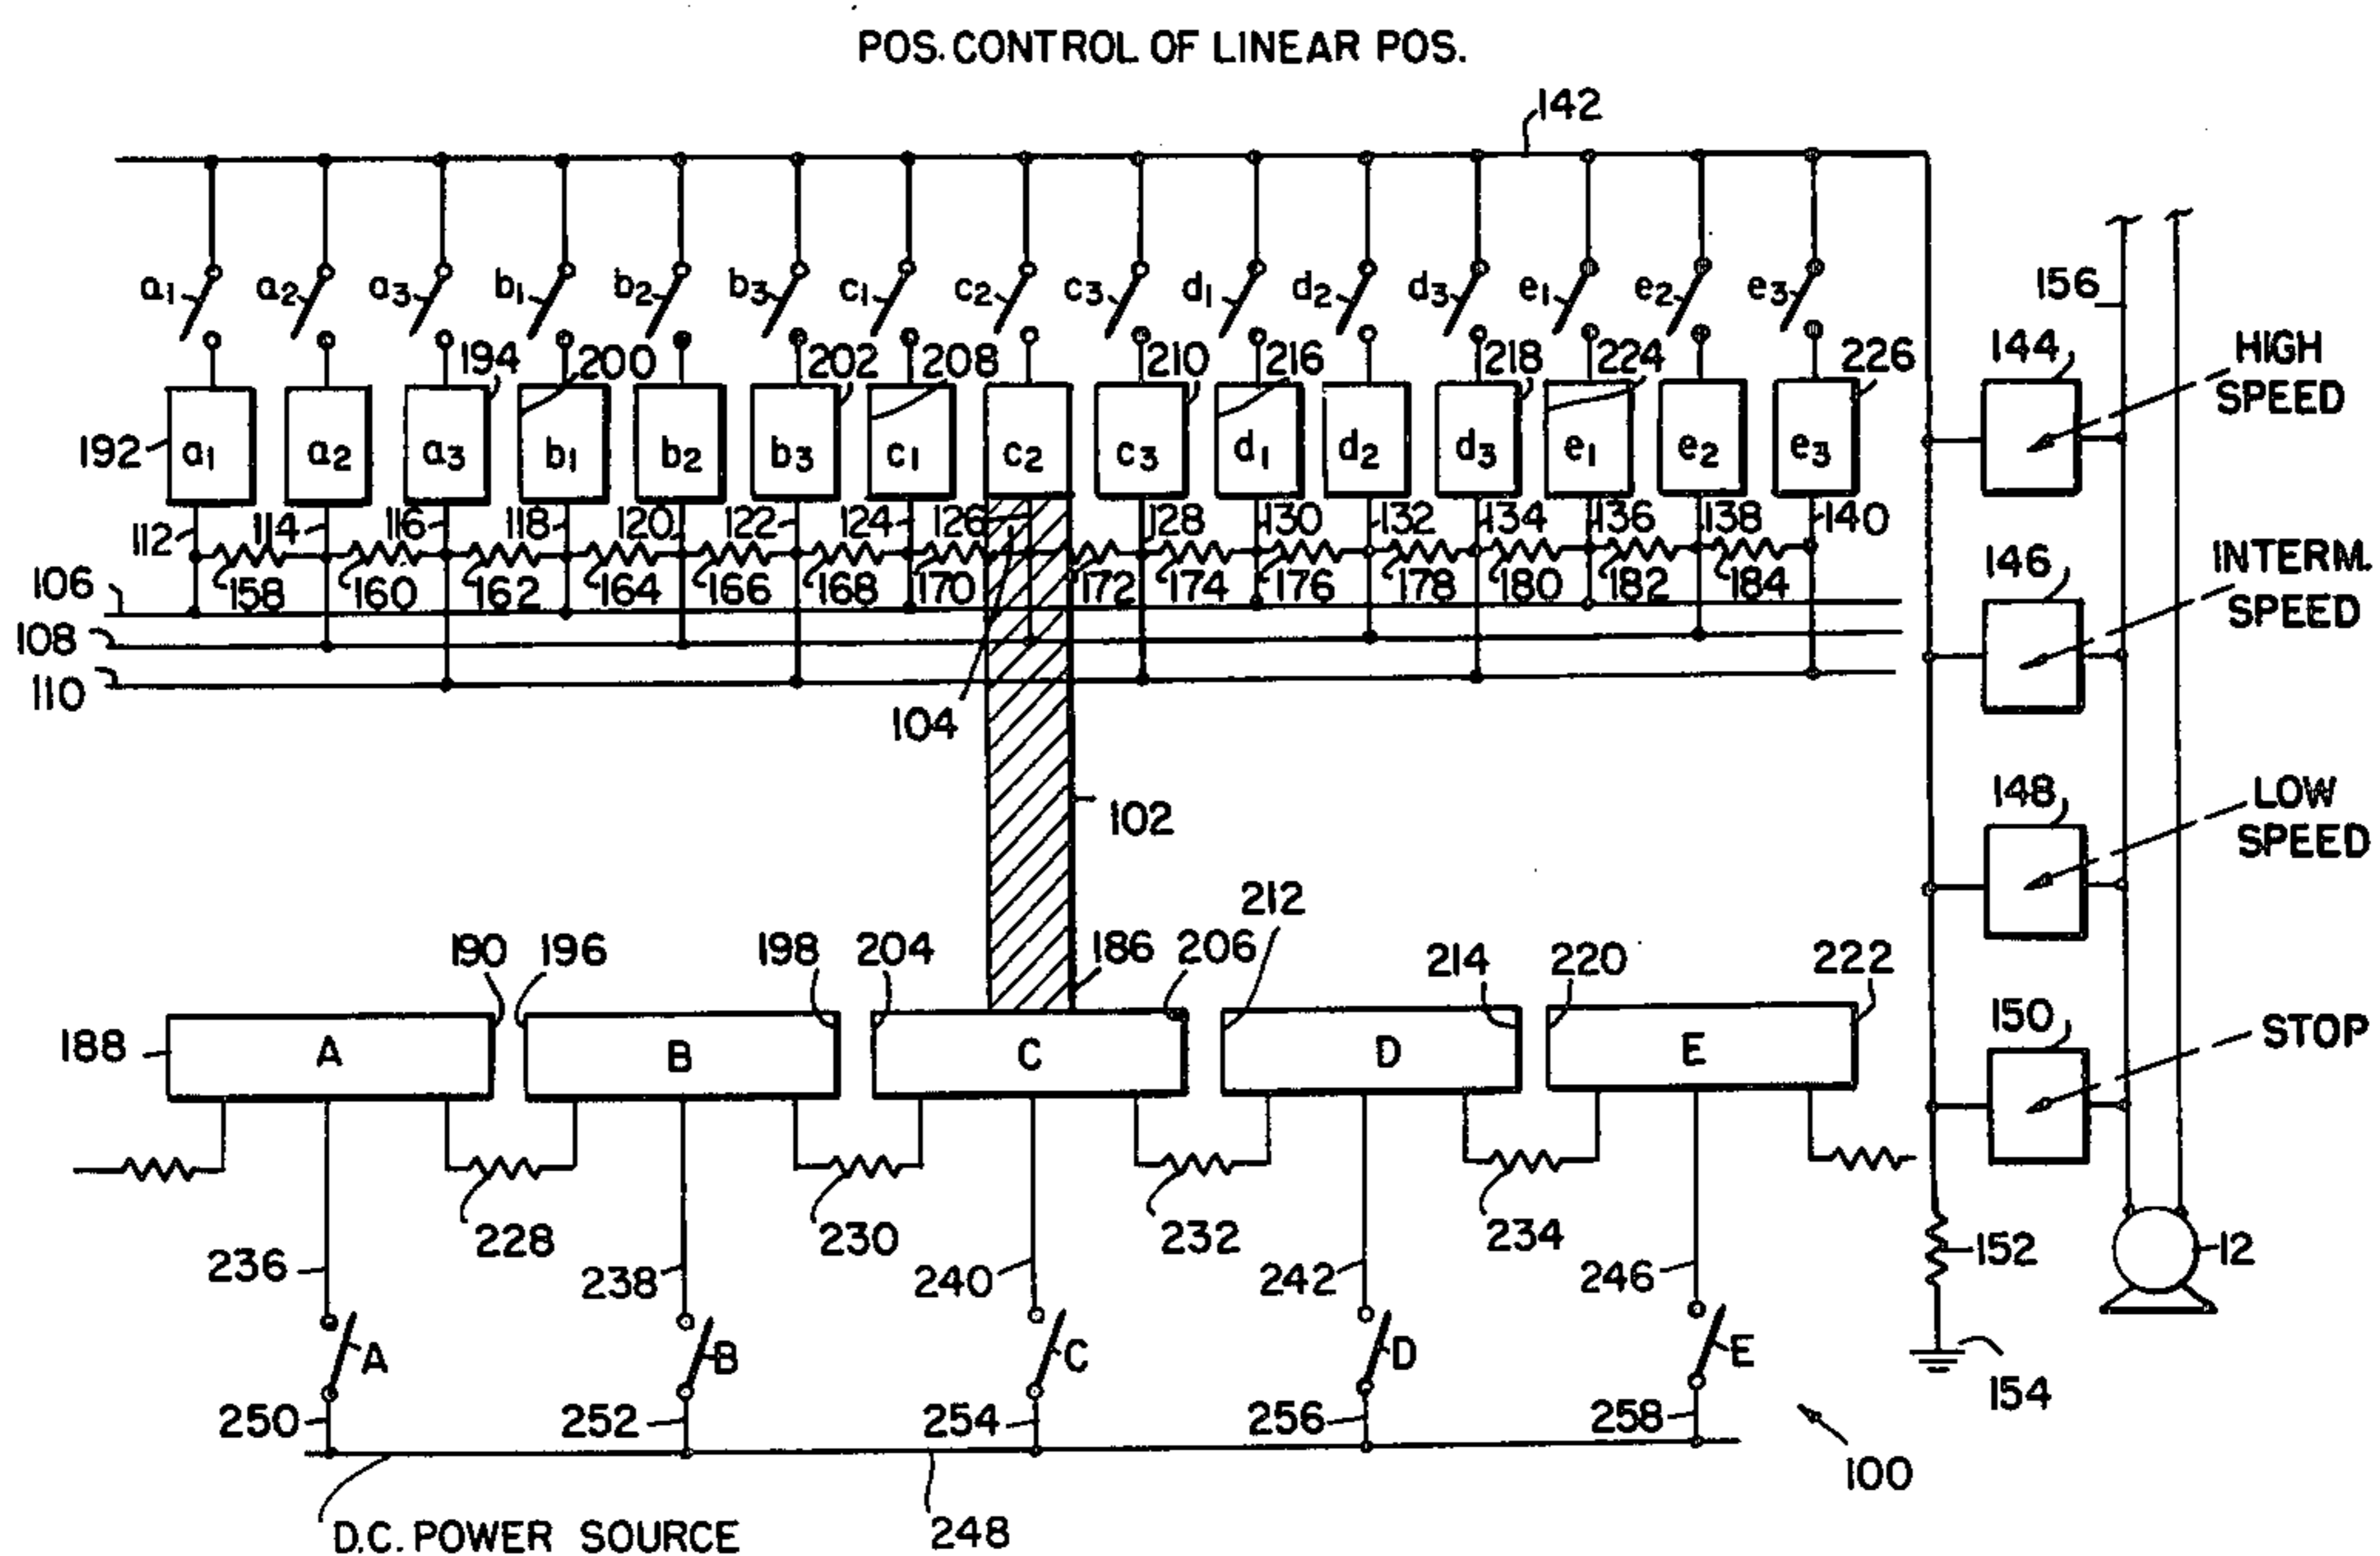 POS. CONTROL OF LINEAR POS.
142
a1 a2 a3 b1 b2 b3 c1 c2 c3 d1 d2 d3 e1 e2 e3
156
194 200 202 208 210 216 218 224 226
144 HIGH SPEED
192 a1 a2 a3 b1 b2 b3 c1 c2 c3 d1 d2 d3 e1 e2 e3
112 114 116 118 120 122 124 126 128 130 132 134 136 138 140
146 INTERM. SPEED
106 158 160 162 164 166 168 170 172 174 176 178 180 182 184
108
110
104
102
148 LOW SPEED
212
190 196 198 204 186 206 214 220 222
150 STOP
188 A B C D E
228 230 232 234
236 238 240 242 246
152 12
A B C D E
154
250 252 254 256 258
100
D.C. POWER SOURCE 248